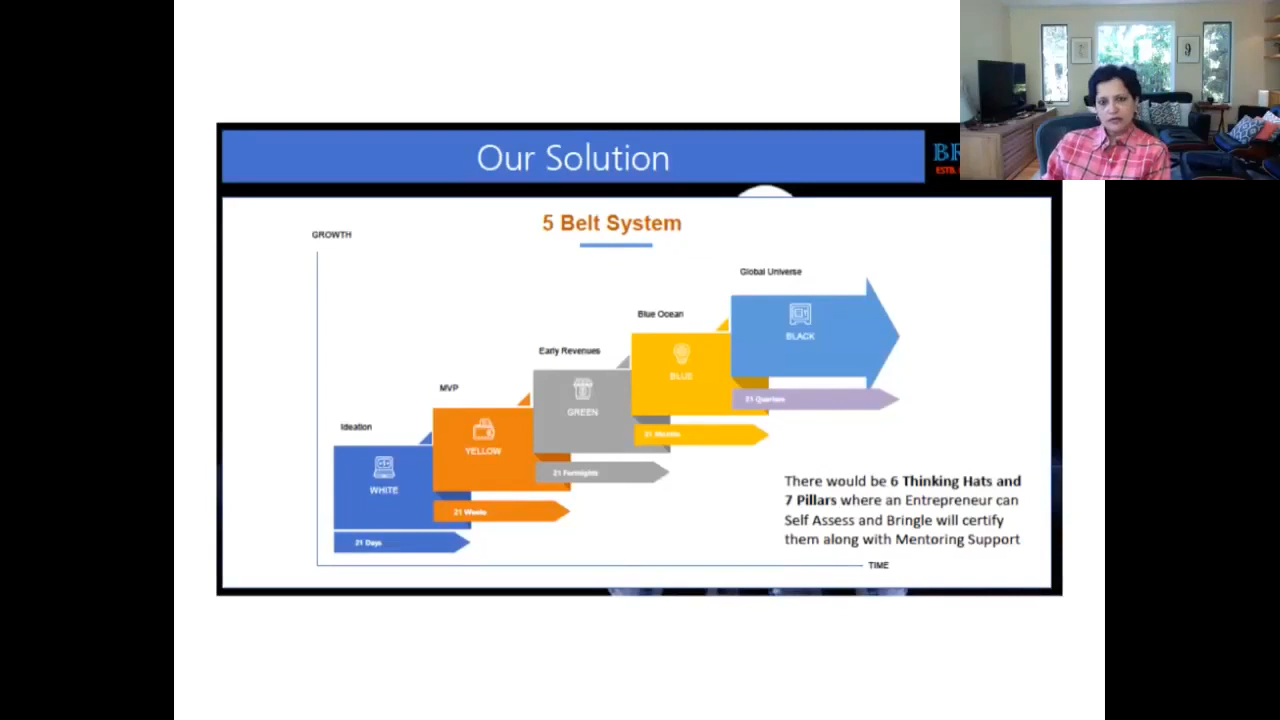 Our Solution
BR
ESTD.
5 Belt System
GROWTH
Global Universe
BLACK
21 Quarters
Blue Ocean
BLUE
21 Months
Early Revenues
GREEN
21 Fortnights
MVP
YELLOW
21 Weeks
Ideation
WHITE
21 Days
There would be 6 Thinking Hats and
7 Pillars where an Entrepreneur can
Self Assess and Bringle will certify
them along with Mentoring Support
TIME